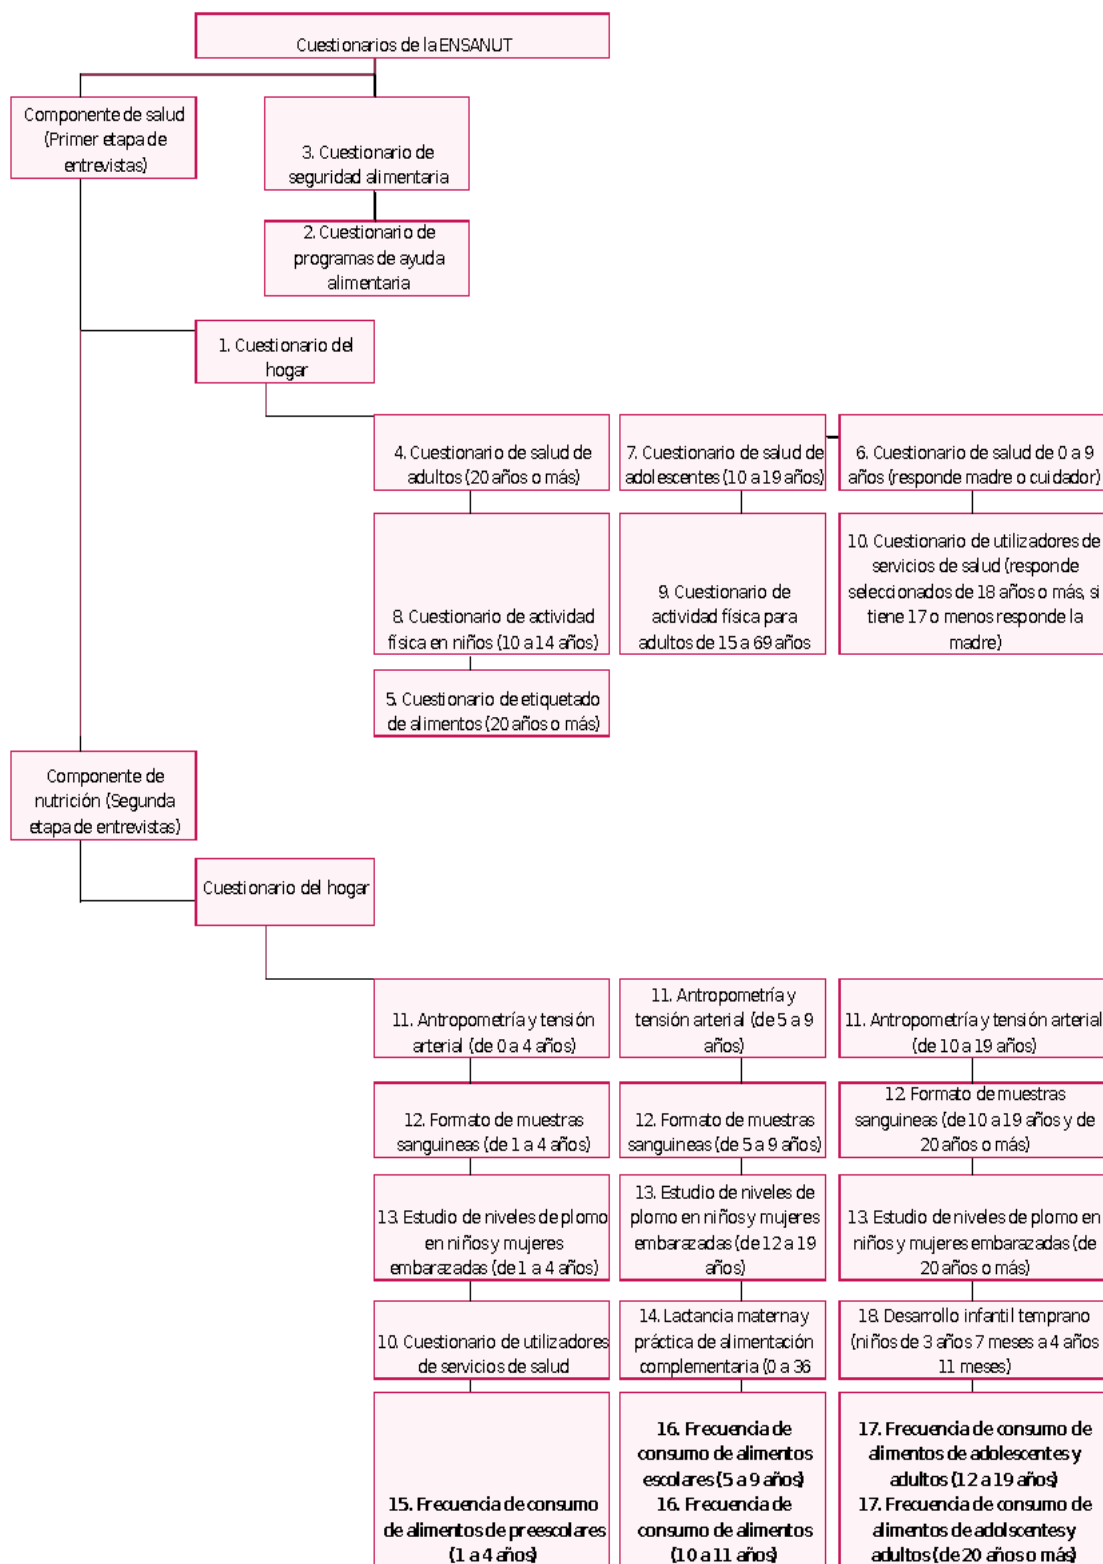 Cuestionarios de la ENSANUT
Componente de salud
(Primer etapa de
entrevistas)
3. Cuestionario de
seguridad alimentaria
2. Cuestionario de
programas de ayuda
alimentaria
1. Cuestionario del
hogar
4. Cuestionario de salud de
adultos (20 años o más)
7. Cuestionario de salud de
adolescentes (10 a 19 años)
6. Cuestionario de salud de 0 a 9
años (responde madre o cuidador)
8. Cuestionario de actividad
física en niños (10 a 14 años)
9. Cuestionario de
actividad física para
adultos de 15 a 69 años
10. Cuestionario de utilizadores de
servicios de salud (responde
seleccionados de 18 años o más, si
tiene 17 o menos responde la
madre)
5. Cuestionario de etiquetado
de alimentos (20 años o más)
Componente de
nutrición (Segunda
etapa de entrevistas)
Cuestionario del hogar
11. Antropometría y tensión
arterial (de 0 a 4 años)
11. Antropometría y
tensión arterial (de 5 a 9
años)
11. Antropometría y tensión arterial
(de 10 a 19 años)
12. Formato de muestras
sanguineas (de 1 a 4 años)
12. Formato de muestras
sanguineas (de 5 a 9 años)
12. Formato de muestras
sanguineas (de 10 a 19 años y de
20 años o más)
13. Estudio de niveles de plomo
en niños y mujeres
embarazadas (de 1 a 4 años)
13. Estudio de niveles de
plomo en niños y mujeres
embarazadas (de 12 a 19
años)
13. Estudio de niveles de plomo en
niños y mujeres embarazadas (de
20 años o más)
10. Cuestionario de utilizadores
de servicios de salud
14. Lactancia materna y
práctica de alimentación
complementaria (0 a 36
18. Desarrollo infantil temprano
(niños de 3 años 7 meses a 4 años
11 meses)
15. Frecuencia de consumo
de alimentos de preescolares
(1 a 4 años)
16. Frecuencia de
consumo de alimentos
escolares (5 a 9 años)
16. Frecuencia de
consumo de alimentos
(10 a 11 años)
17. Frecuencia de consumo de
alimentos de adolescentes y
adultos (12 a 19 años)
17. Frecuencia de consumo de
alimentos de adolscentes y
adultos (de 20 años o más)